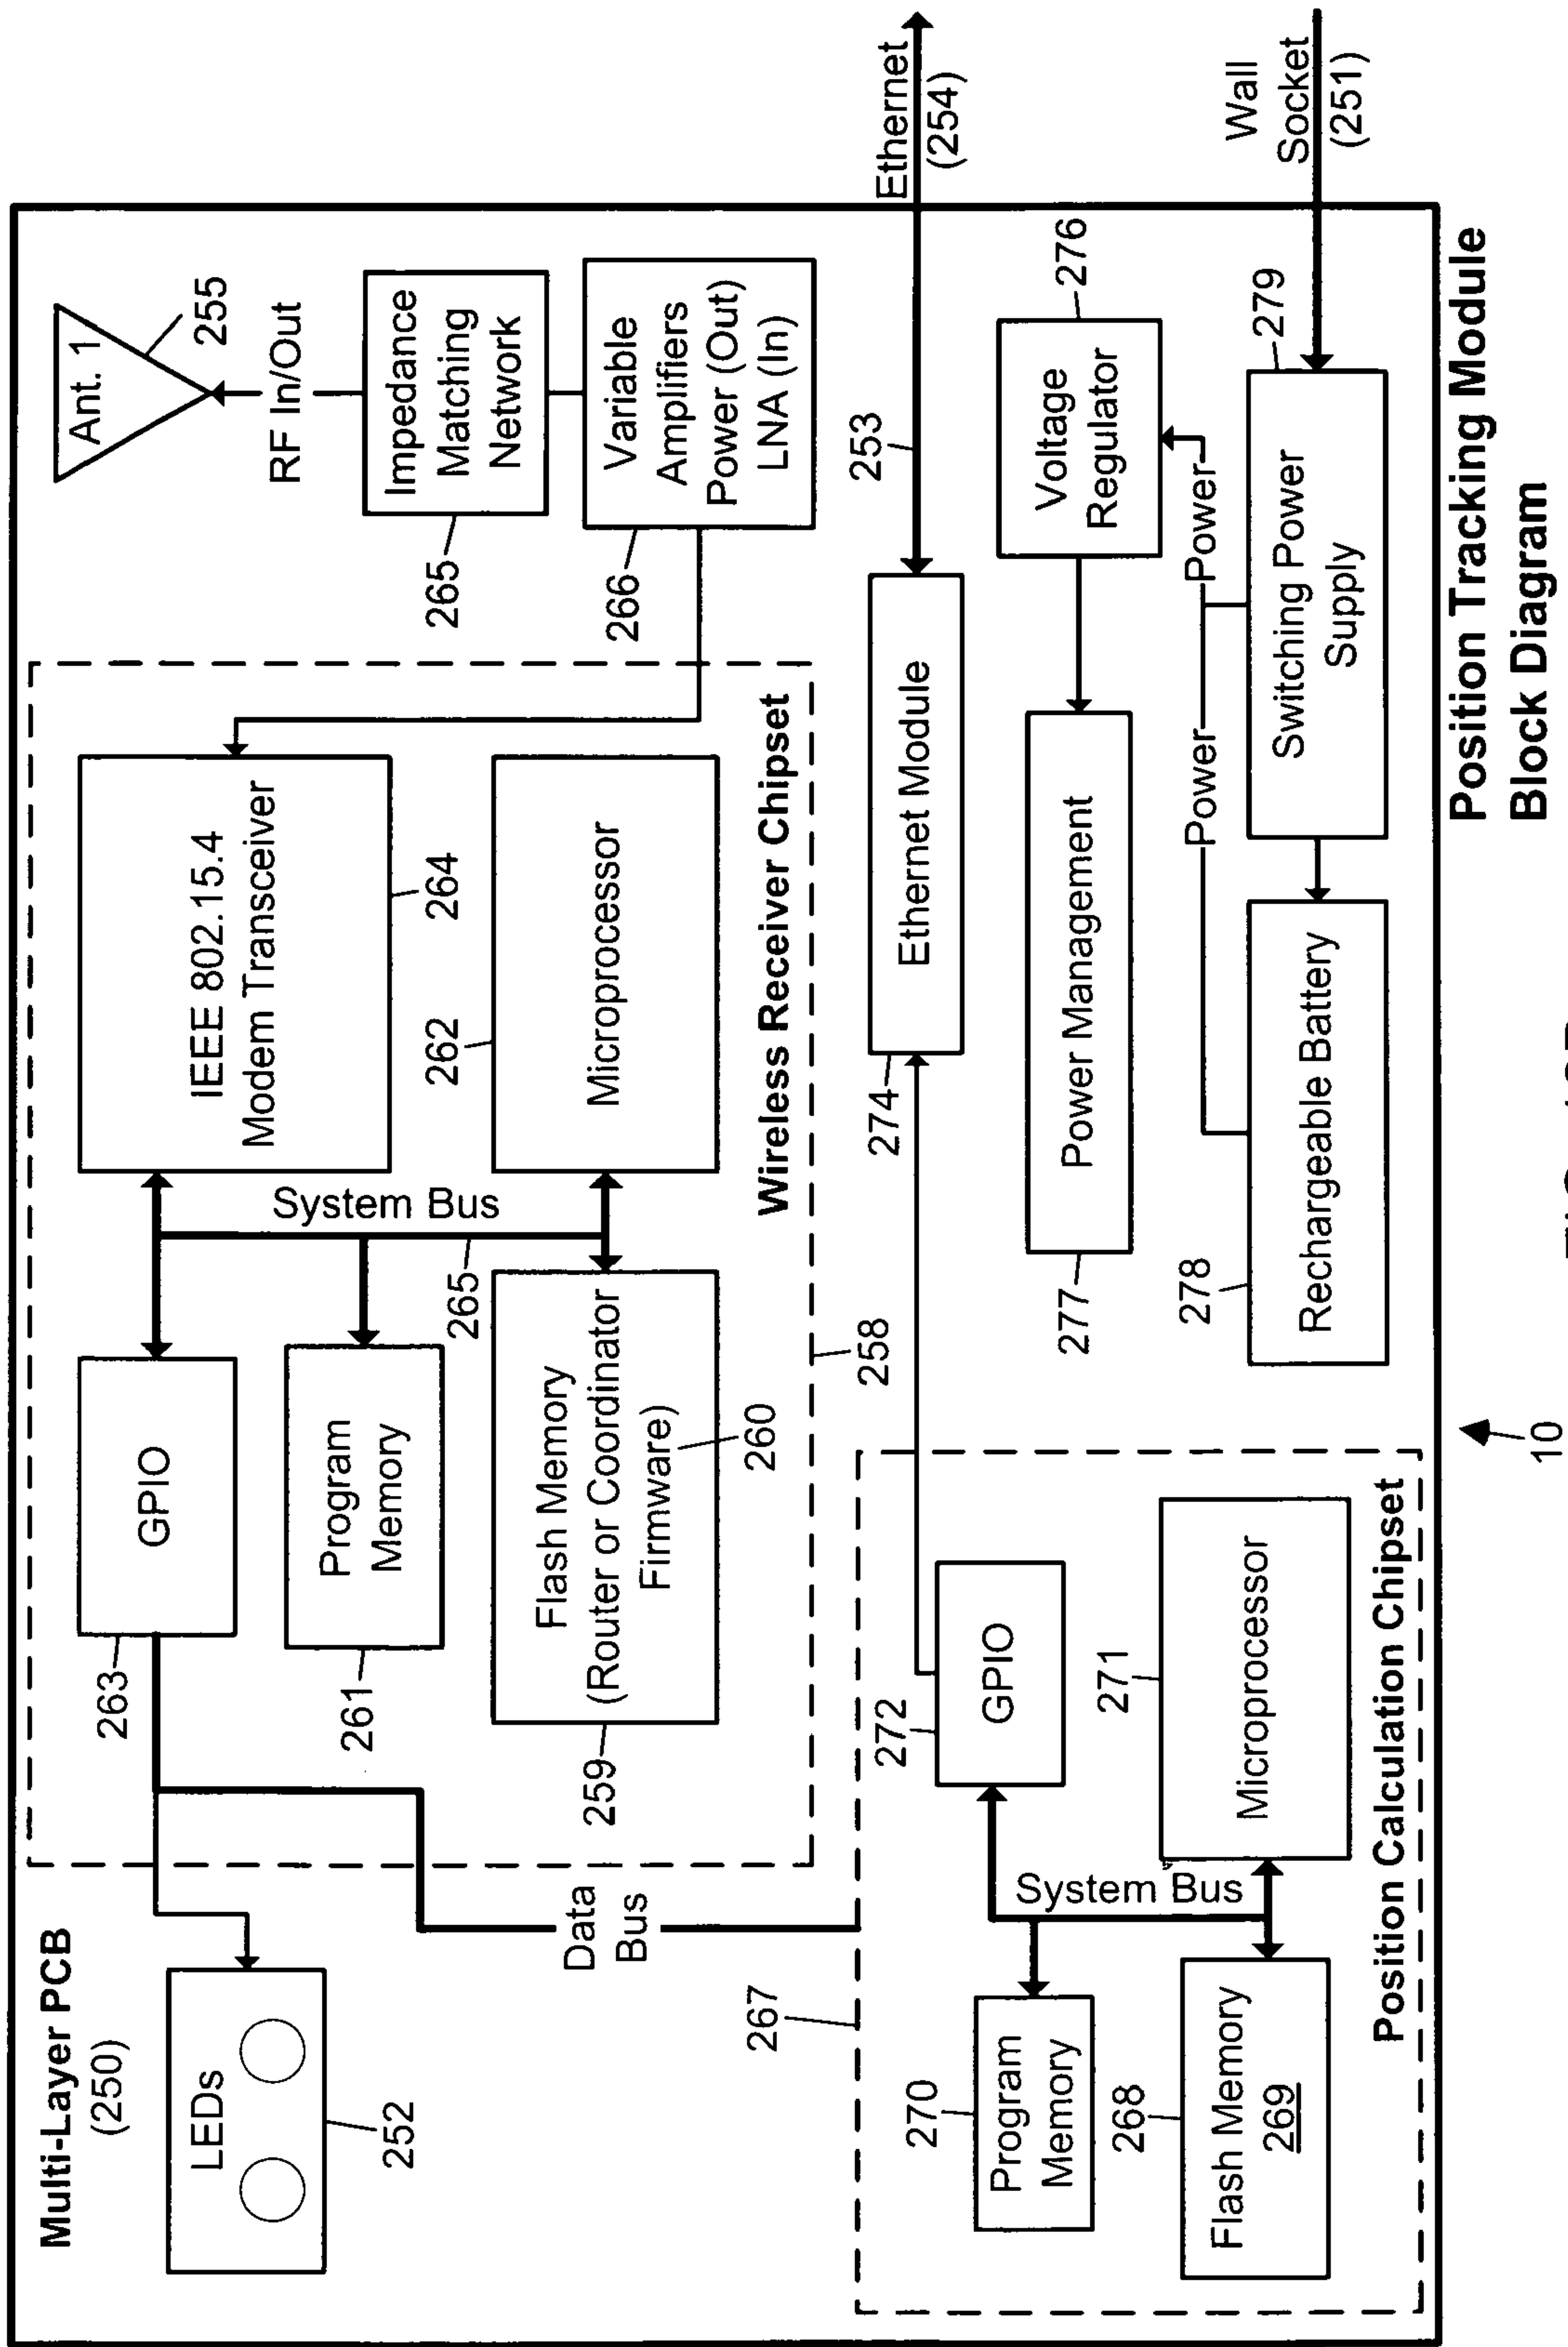 Multi-Layer PCB
(250)
LEDs
252
Data
Bus
263
GPIO
261
Program
Memory
259
Flash Memory
(Router or Coordinator
Firmware)
260
System Bus
265
IEEE 802.15.4
Modem Transceiver
264
262
Microprocessor
Wireless Receiver Chipset
258
Ant. 1
255
RF In/Out
Impedance
Matching
Network
265
Variable
Amplifiers
Power (Out)
LNA (In)
266
267
270
Program
Memory
268
Flash Memory
269
System Bus
272
GPIO
271
Microprocessor
Position Calculation Chipset
274
Ethernet Module
253
Ethernet
(254)
277
Power Management
Voltage
Regulator
276
278
Rechargeable Battery
Power
Power
Switching Power
Supply
279
Wall
Socket
(251)
10
Position Tracking Module
Block Diagram